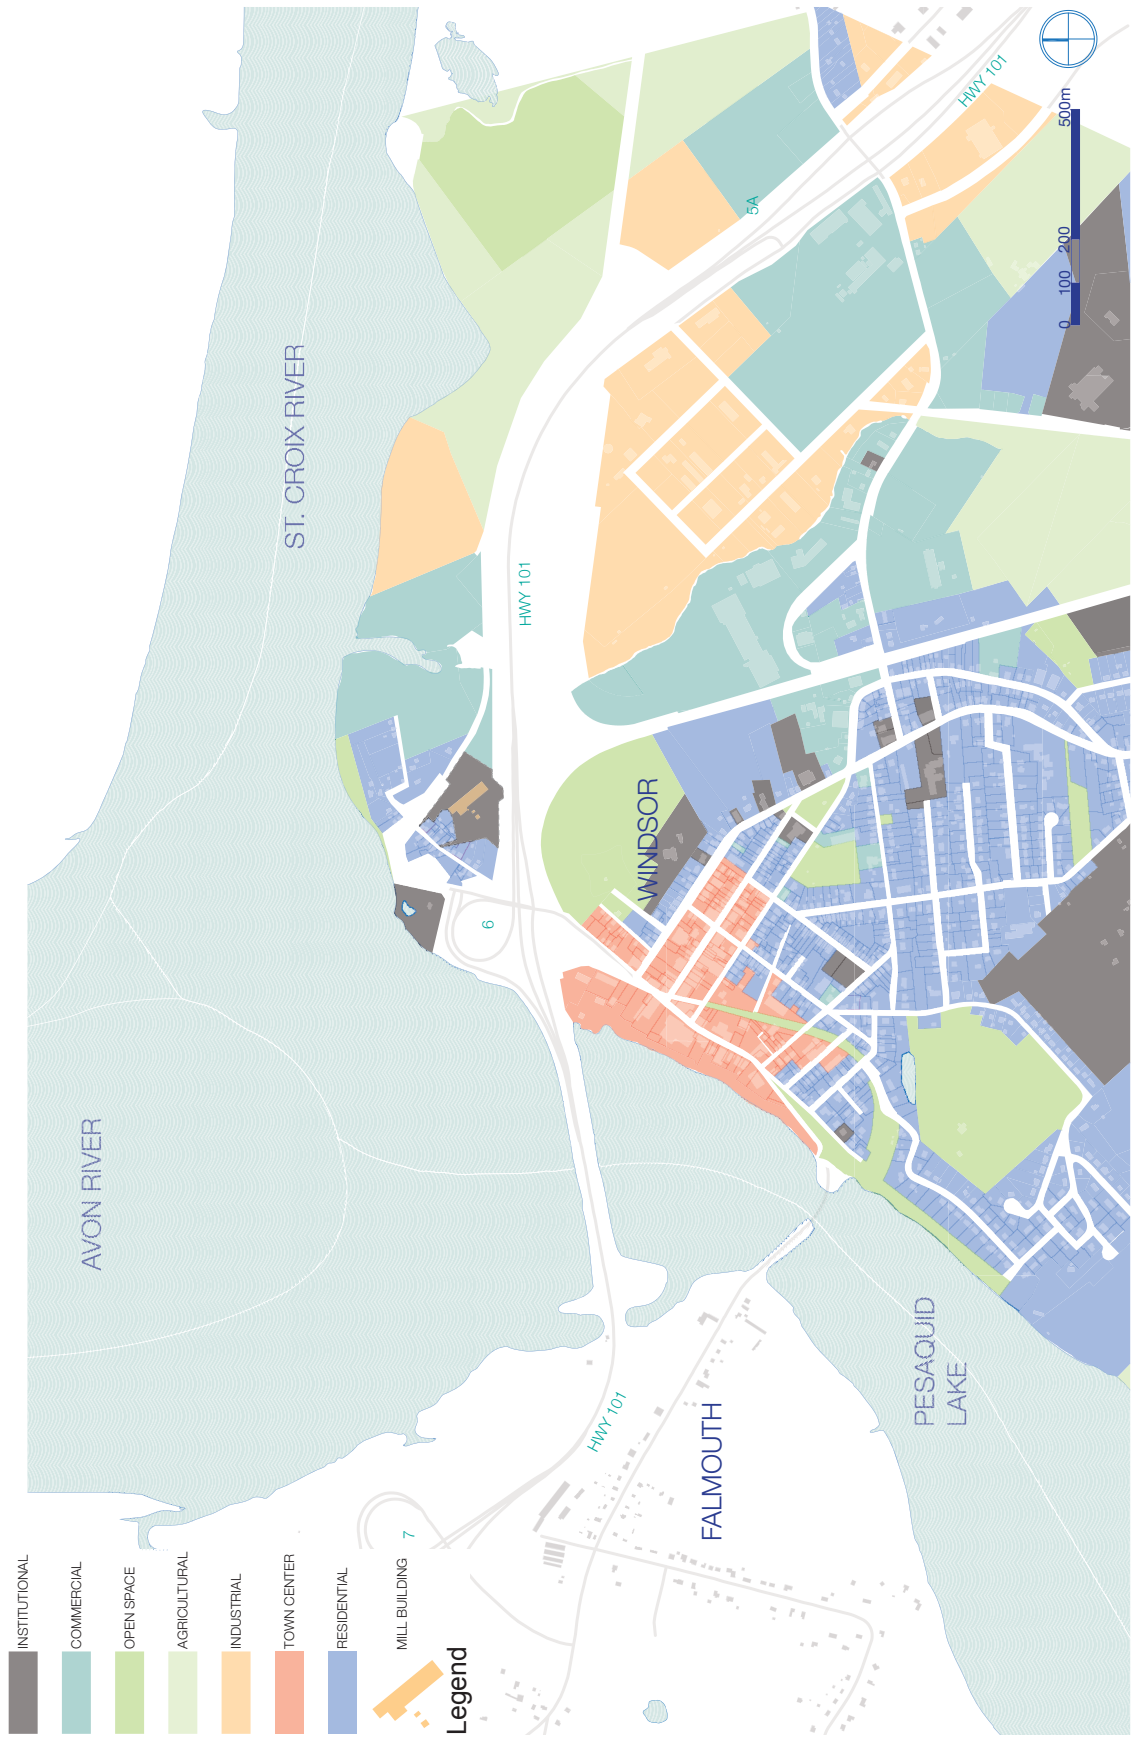 Legend
MILL BUILDING
RESIDENTIAL
TOWN CENTER
INDUSTRIAL
AGRICULTURAL
OPEN SPACE
COMMERCIAL
INSTITUTIONAL
AVON RIVER
ST. CROIX RIVER
7
HWY 101
6
HWY 101
5A
HWY 101
FALMOUTH
WINDSOR
PESAQUID
LAKE
0 100 200 500m